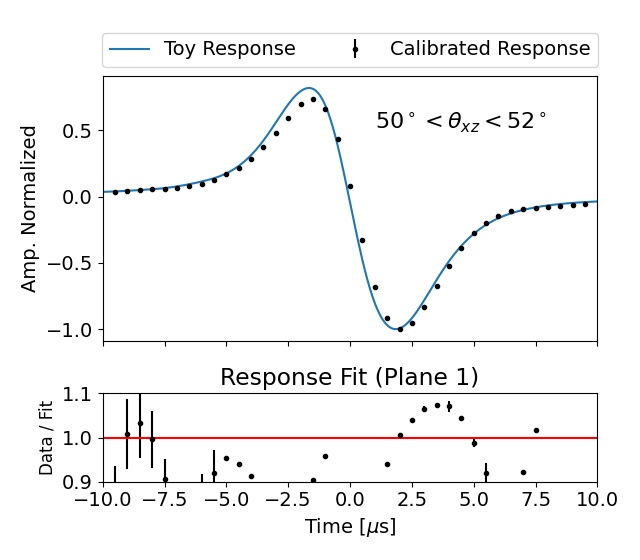 Toy Response Calibrated Response
50° < θxz < 52°
Amp. Normalized
0.5
0.0
−0.5
−1.0
Response Fit (Plane 1)
Data / Fit
1.1
1.0
0.9
−10.0 −7.5 −5.0 −2.5 0.0 2.5 5.0 7.5 10.0
Time [μs]